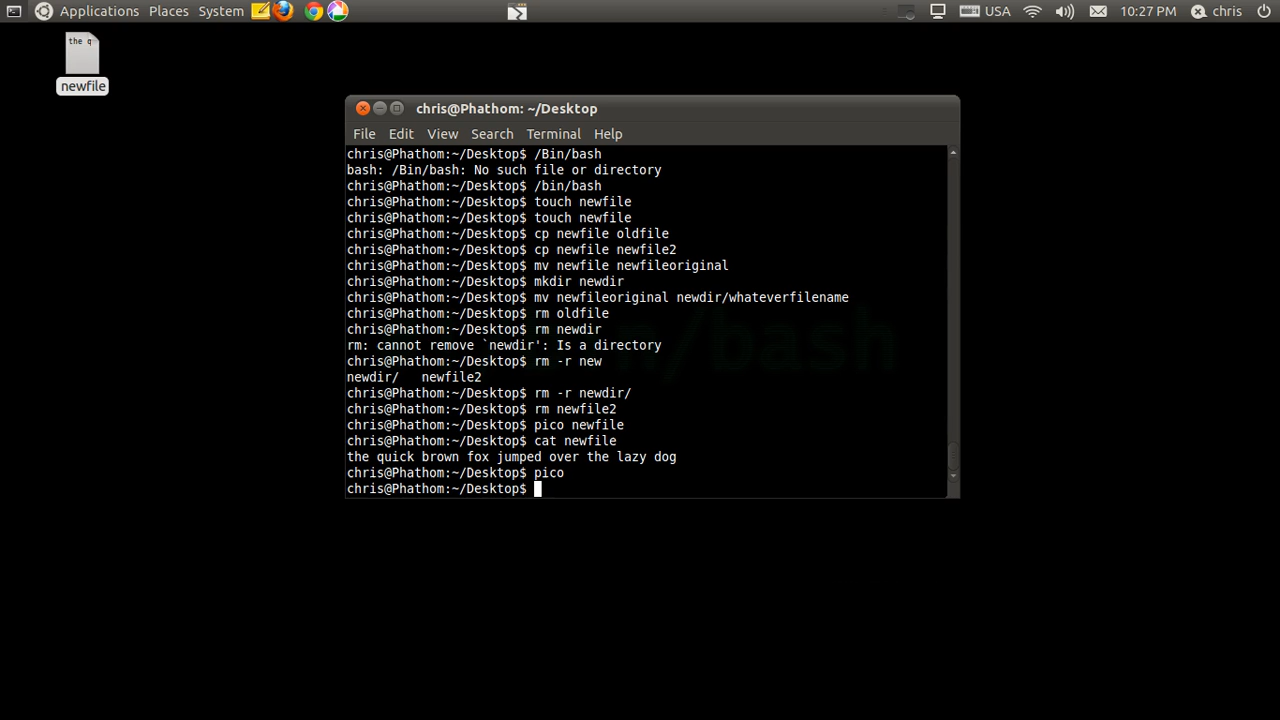 Applications Places System USA 10:27 PM chris
the q
newfile
chris@Phathom: ~/Desktop
File Edit View Search Terminal Help
chris@Phathom:~/Desktop$ /Bin/bash
bash: /Bin/bash: No such file or directory
chris@Phathom:~/Desktop$ /bin/bash
chris@Phathom:~/Desktop$ touch newfile
chris@Phathom:~/Desktop$ touch newfile
chris@Phathom:~/Desktop$ cp newfile oldfile
chris@Phathom:~/Desktop$ cp newfile newfile2
chris@Phathom:~/Desktop$ mv newfile newfileoriginal
chris@Phathom:~/Desktop$ mkdir newdir
chris@Phathom:~/Desktop$ mv newfileoriginal newdir/whateverfilename
chris@Phathom:~/Desktop$ rm oldfile
chris@Phathom:~/Desktop$ rm newdir
rm: cannot remove `newdir': Is a directory
chris@Phathom:~/Desktop$ rm -r new
newdir/ newfile2
chris@Phathom:~/Desktop$ rm -r newdir/
chris@Phathom:~/Desktop$ rm newfile2
chris@Phathom:~/Desktop$ pico newfile
chris@Phathom:~/Desktop$ cat newfile
the quick brown fox jumped over the lazy dog
chris@Phathom:~/Desktop$ pico
chris@Phathom:~/Desktop$
n/bash